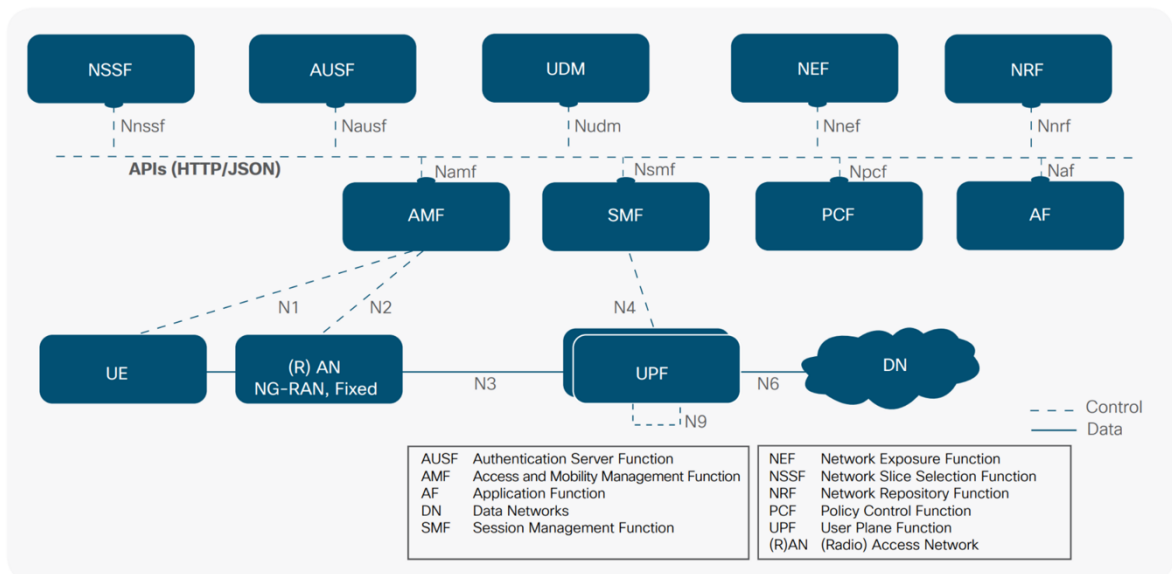 NSSF
AUSF
UDM
NEF
NRF
Nnssf
Nausf
Nudm
Nnef
Nnrf
APIs (HTTP/JSON)
Namf
Nsmf
Npcf
Naf
AMF
SMF
PCF
AF
N1
N2
N4
UE
(R) AN
NG-RAN, Fixed
N3
UPF
N6
DN
N9
Control
Data
AUSF Authentication Server Function
AMF Access and Mobility Management Function
AF Application Function
DN Data Networks
SMF Session Management Function
NEF Network Exposure Function
NSSF Network Slice Selection Function
NRF Network Repository Function
PCF Policy Control Function
UPF User Plane Function
(R)AN (Radio) Access Network